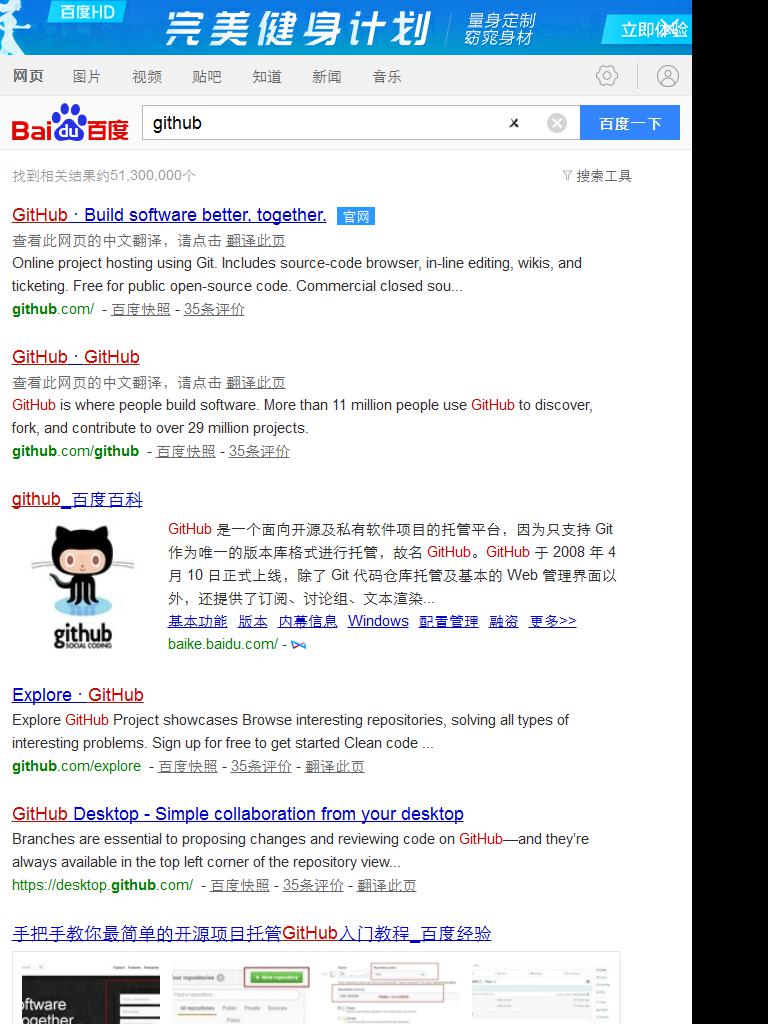 百度HD
完美健身计划
量身定制
窈窕身材
立即体验
网页 图片 视频 贴吧 知道 新闻 音乐
Bai du 百度
github
百度一下
找到相关结果约51,300,000个
搜索工具
GitHub · Build software better, together. 官网
查看此网页的中文翻译，请点击 翻译此页
Online project hosting using Git. Includes source-code browser, in-line editing, wikis, and
ticketing. Free for public open-source code. Commercial closed sou...
github.com/ - 百度快照 - 35条评价
GitHub · GitHub
查看此网页的中文翻译，请点击 翻译此页
GitHub is where people build software. More than 11 million people use GitHub to discover,
fork, and contribute to over 29 million projects.
github.com/github - 百度快照 - 35条评价
github_百度百科
github
SOCIAL CODING
GitHub 是一个面向开源及私有软件项目的托管平台，因为只支持 Git
作为唯一的版本库格式进行托管，故名 GitHub。GitHub 于 2008 年 4
月 10 日正式上线，除了 Git 代码仓库托管及基本的 Web 管理界面以
外，还提供了订阅、讨论组、文本渲染...
基本功能 版本 内幕信息 Windows 配置管理 融资 更多>>
baike.baidu.com/ -
Explore · GitHub
Explore GitHub Project showcases Browse interesting repositories, solving all types of
interesting problems. Sign up for free to get started Clean code ...
github.com/explore - 百度快照 - 35条评价 - 翻译此页
GitHub Desktop - Simple collaboration from your desktop
Branches are essential to proposing changes and reviewing code on GitHub—and they're
always available in the top left corner of the repository view...
https://desktop.github.com/ - 百度快照 - 35条评价 - 翻译此页
手把手教你最简单的开源项目托管GitHub入门教程_百度经验
oftware
ogether
our repositories
New repository
Find a repository...
All repositories Public Private Sources
Forks